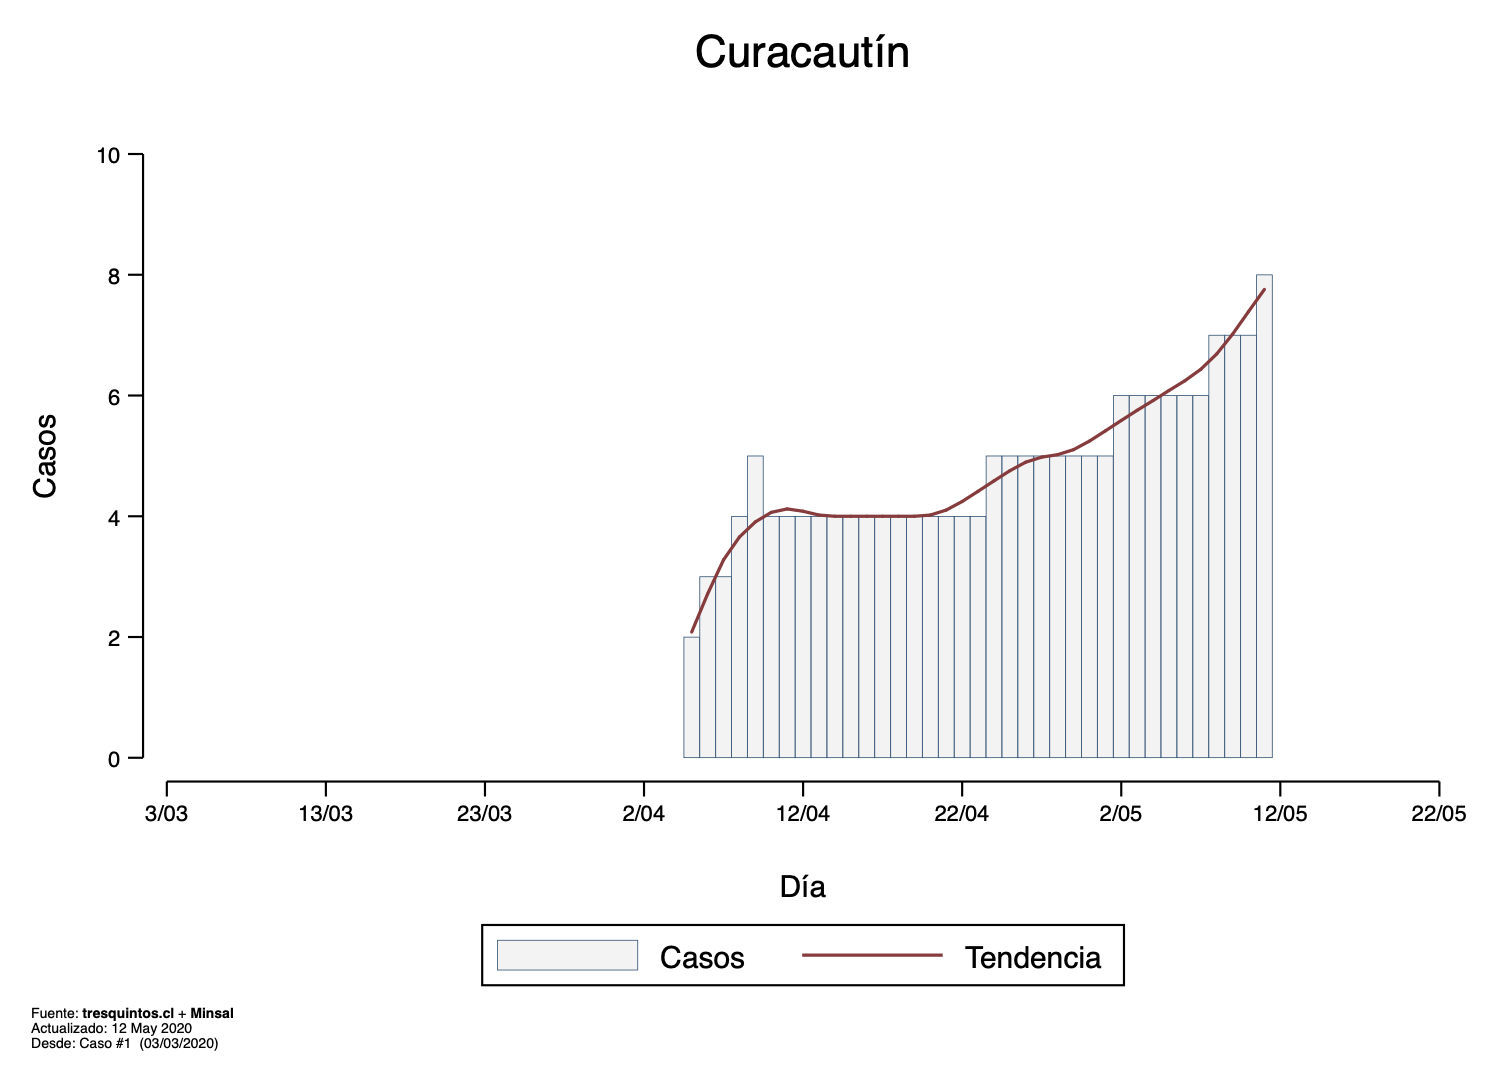 Curacautín
10
8
6
4
2
0
Casos
3/03 13/03 23/03 2/04 12/04 22/04 2/05 12/05 22/05
Día
Casos Tendencia
Fuente: tresquintos.cl + Minsal
Actualizado: 12 May 2020
Desde: Caso #1 (03/03/2020)